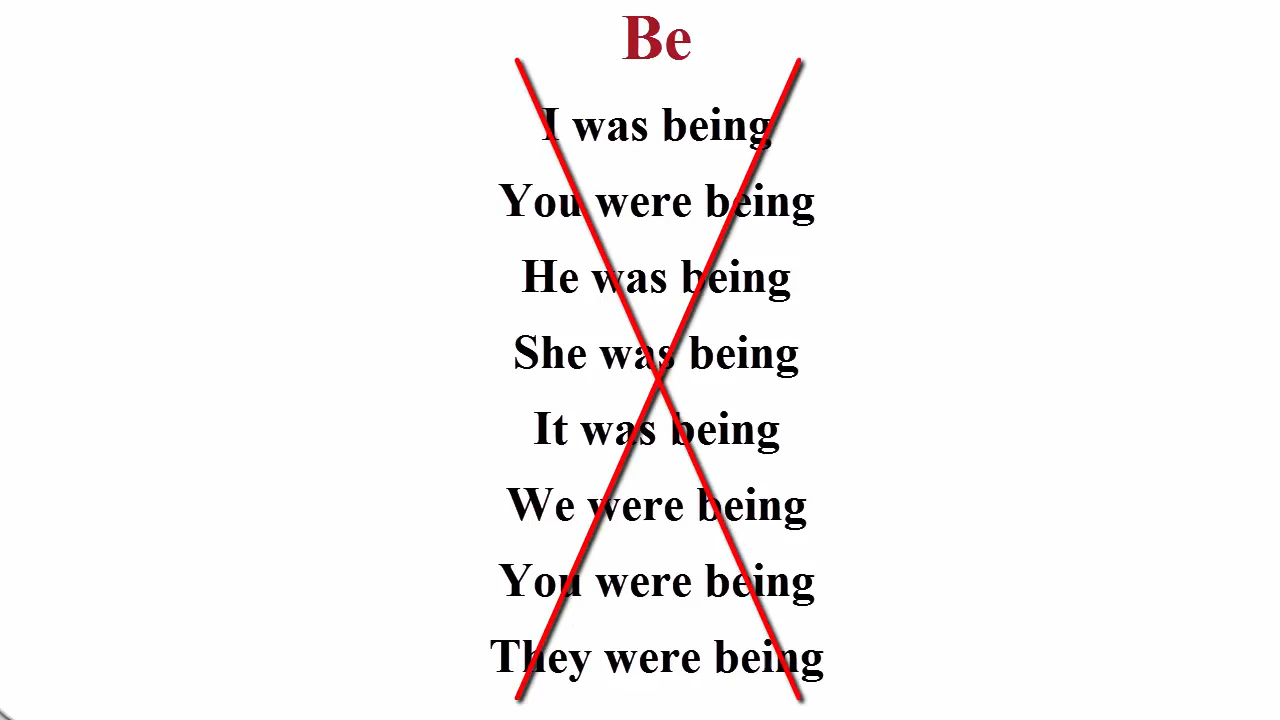 Be
I was being
You were being
He was being
She was being
It was being
We were being
You were being
They were being